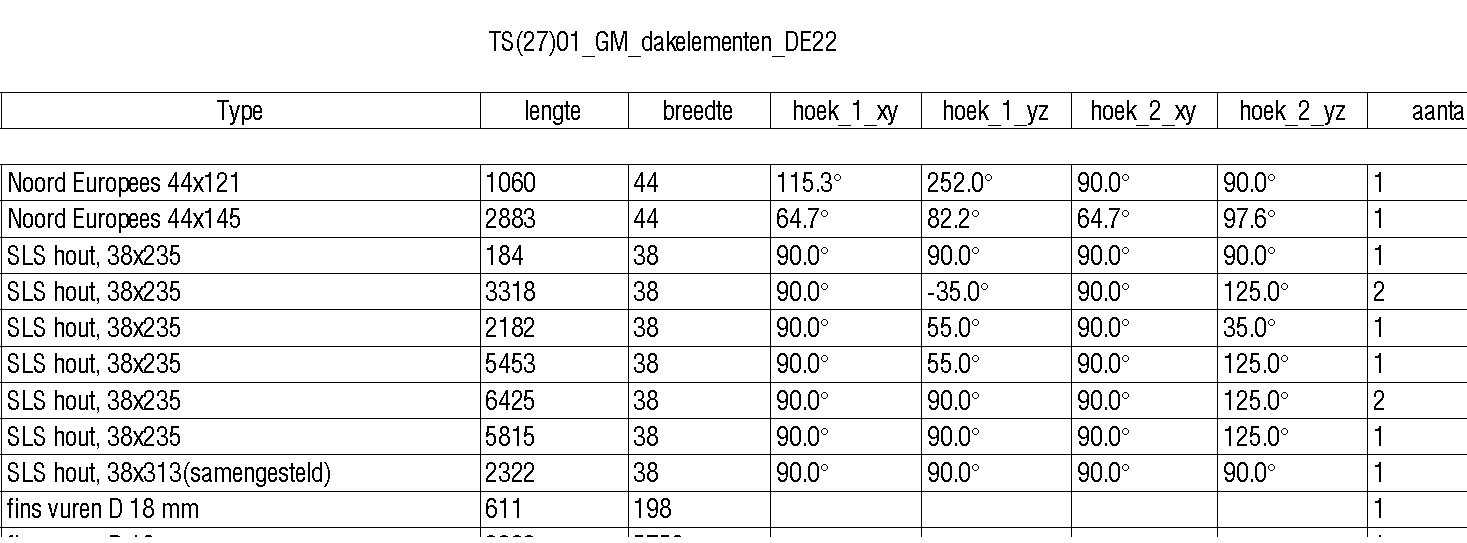 TS(27)01_GM_dakelementen_DE22
Type lengte breedte hoek_1_xy hoek_1_yz hoek_2_xy hoek_2_yz aanta
Noord Europees 44x121 1060 44 115.3° 252.0° 90.0° 90.0° 1
Noord Europees 44x145 2883 44 64.7° 82.2° 64.7° 97.6° 1
SLS hout, 38x235 184 38 90.0° 90.0° 90.0° 90.0° 1
SLS hout, 38x235 3318 38 90.0° -35.0° 90.0° 125.0° 2
SLS hout, 38x235 2182 38 90.0° 55.0° 90.0° 35.0° 1
SLS hout, 38x235 5453 38 90.0° 55.0° 90.0° 125.0° 1
SLS hout, 38x235 6425 38 90.0° 90.0° 90.0° 125.0° 2
SLS hout, 38x235 5815 38 90.0° 90.0° 90.0° 125.0° 1
SLS hout, 38x313(samengesteld) 2322 38 90.0° 90.0° 90.0° 90.0° 1
fins vuren D 18 mm 611 198 1